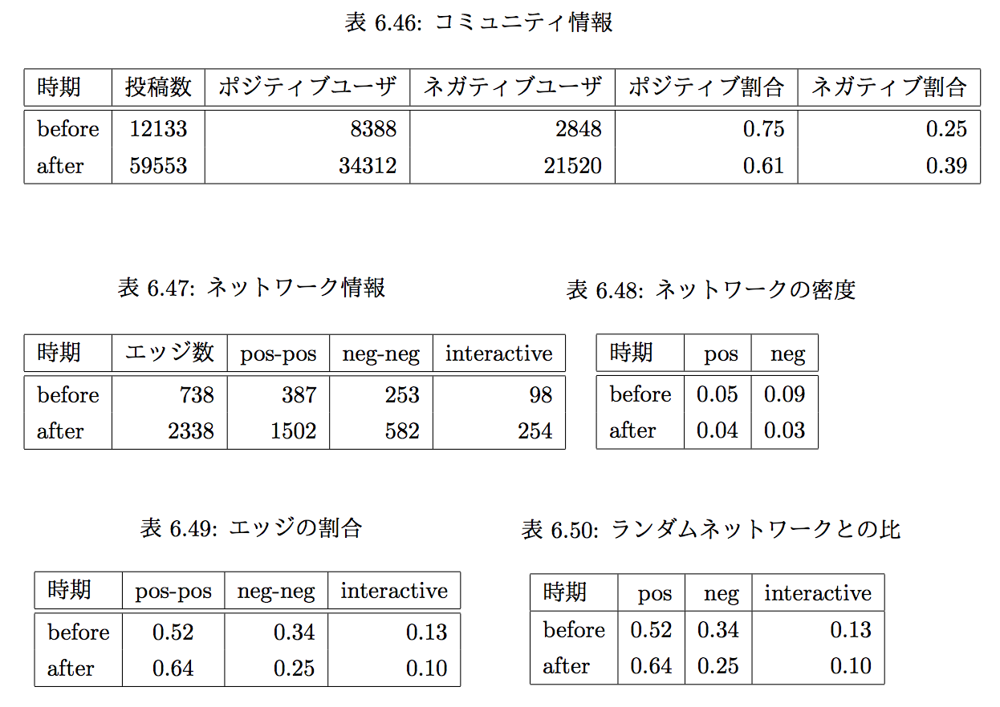 表 6.46: コミュニティ情報
時期 投稿数 ポジティブユーザ ネガティブユーザ ポジティブ割合 ネガティブ割合
before 12133 8388 2848 0.75 0.25
after 59553 34312 21520 0.61 0.39
表 6.47: ネットワーク情報
時期 エッジ数 pos-pos neg-neg interactive
before 738 387 253 98
after 2338 1502 582 254
表 6.48: ネットワークの密度
時期 pos neg
before 0.05 0.09
after 0.04 0.03
表 6.49: エッジの割合
時期 pos-pos neg-neg interactive
before 0.52 0.34 0.13
after 0.64 0.25 0.10
表 6.50: ランダムネットワークとの比
時期 pos neg interactive
before 0.52 0.34 0.13
after 0.64 0.25 0.10